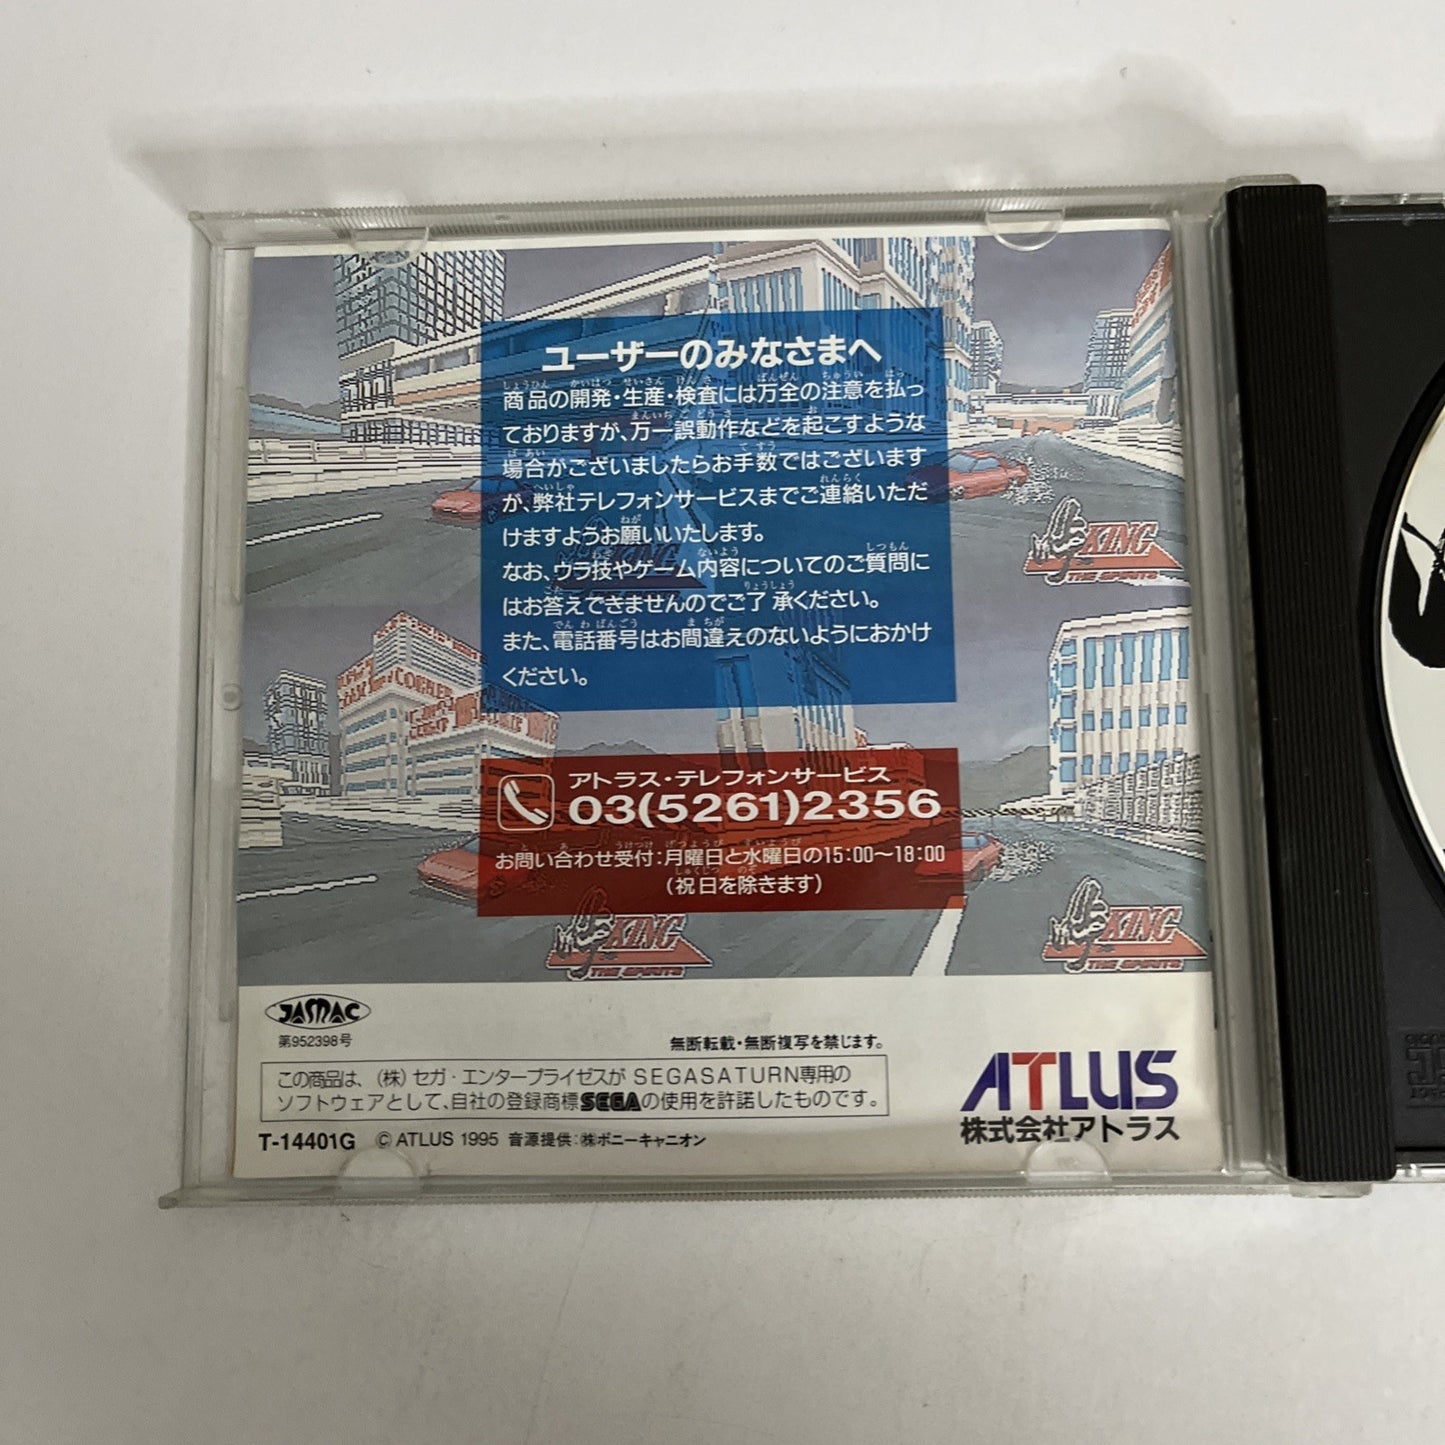 ユーザーのみなさまへ
商品の開発・生産・検査には万全の注意を払っ
ておりますが、万一誤動作などを起こすような
場合がございましたらお手数ではございます
が、弊社テレフォンサービスまでご連絡いただ
けますようお願いいたします。
なお、ウラ技やゲーム内容についてのご質問に
はお答えできませんのでご了承ください。
また、電話番号はお間違えのないようにおかけ
ください。
アトラス・テレフォンサービス
03(5261)2356
お問い合わせ受付：月曜日と水曜日の15:00〜18:00
（祝日を除きます）
KING
THE SPIRITS
KING
THE SPIRITS
KING
THE SPIRITS
JASMAC
第952398号
無断転載・無断複写を禁じます。
この商品は、（株）セガ・エンタープライゼスがSEGASATURN専用の
ソフトウェアとして、自社の登録商標SEGAの使用を許諾したものです。
T-14401G © ATLUS 1995 音源提供：㈱ポニーキャニオン
ATLUS
株式会社アトラス